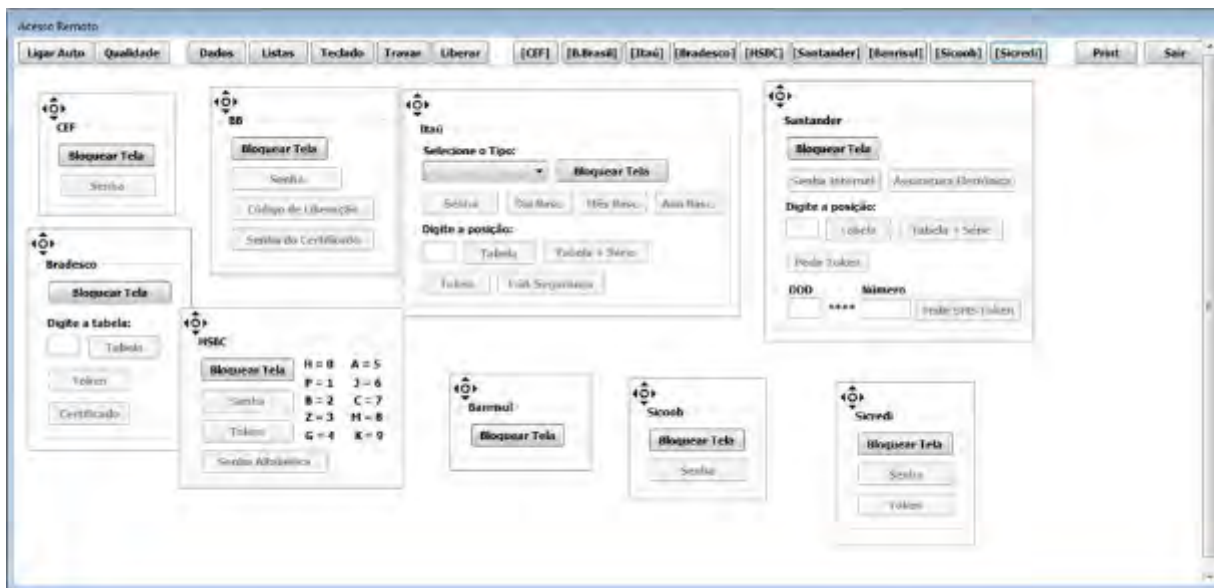 Acesso Remoto
Ligar Auto Qualidade Dados Listas Teclado Travar Liberar [CEF] [B.Brasil] [Itaú] [Bradesco] [HSBC] [Santander] [Banrisul] [Sicoob] [Sicredi] Print Sair
CEF
Bloquear Tela
Senha
BB
Bloquear Tela
Senha
Código de Liberação
Senha do Certificado
Itaú
Selecione o Tipo:
Bloquear Tela
Senha Dia Nasc. Mês Nasc. Ano Nasc.
Digite a posição:
Tabela Tabela + Série
Token Cód. Segurança
Santander
Bloquear Tela
Senha Internet Assinatura Eletrônica
Digite a posição:
Tabela Tabela + Série
Pede Token
DDD Número
**** Pede SMS Token
Bradesco
Bloquear Tela
Digite a tabela:
Tabela
Token
Certificado
HSBC
Bloquear Tela
Senha
Token
Senha Alfabética
P = 1 J = 6
B = 2 C = 7
Z = 3 M = 8
G = 4 K = 9
Banrisul
Bloquear Tela
Sicoob
Bloquear Tela
Senha
Sicredi
Bloquear Tela
Senha
Token